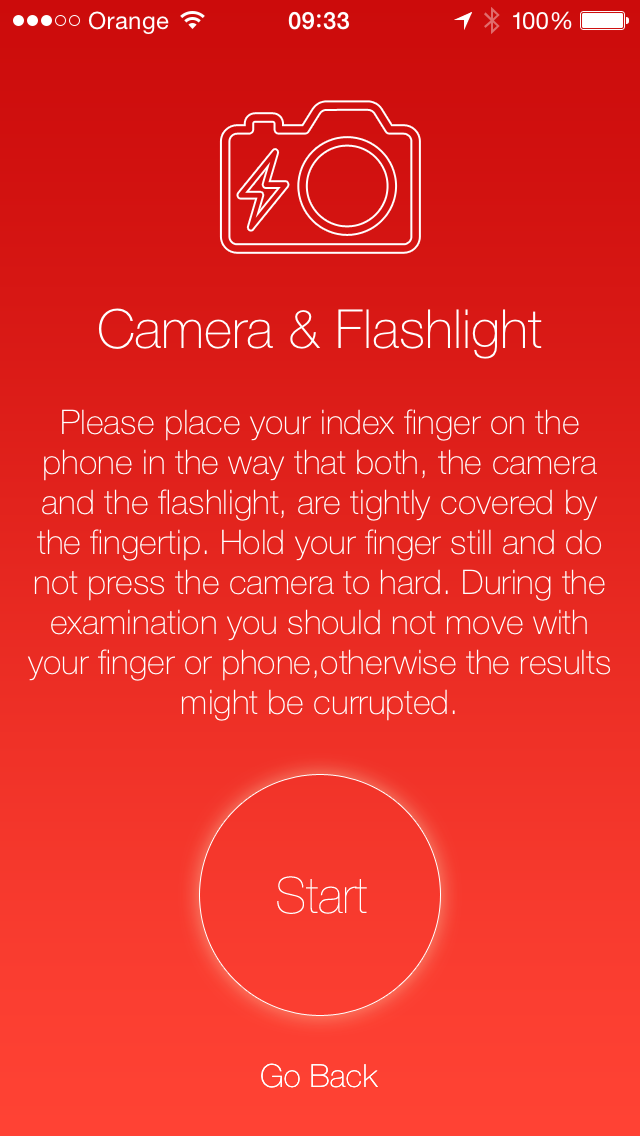 Orange 09:33 100%
Camera & Flashlight
Please place your index finger on the
phone in the way that both, the camera
and the flashlight, are tightly covered by
the fingertip. Hold your finger still and do
not press the camera to hard. During the
examination you should not move with
your finger or phone,otherwise the results
might be currupted.
Start
Go Back